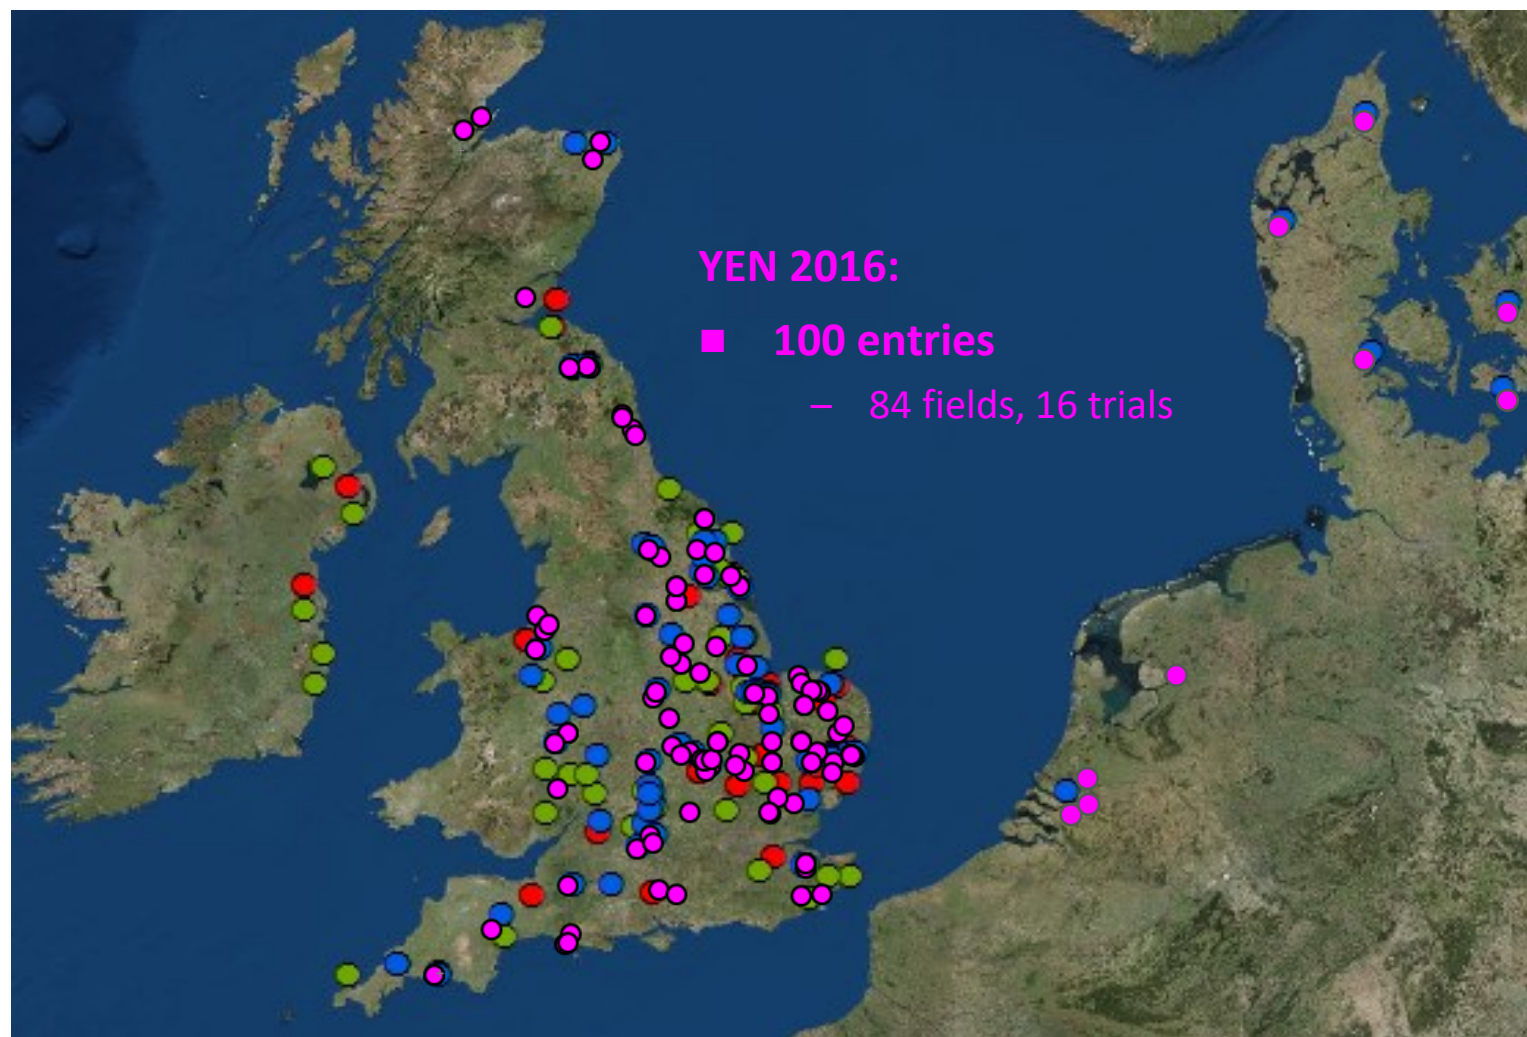 YEN 2016:
■ 100 entries
– 84 fields, 16 trials